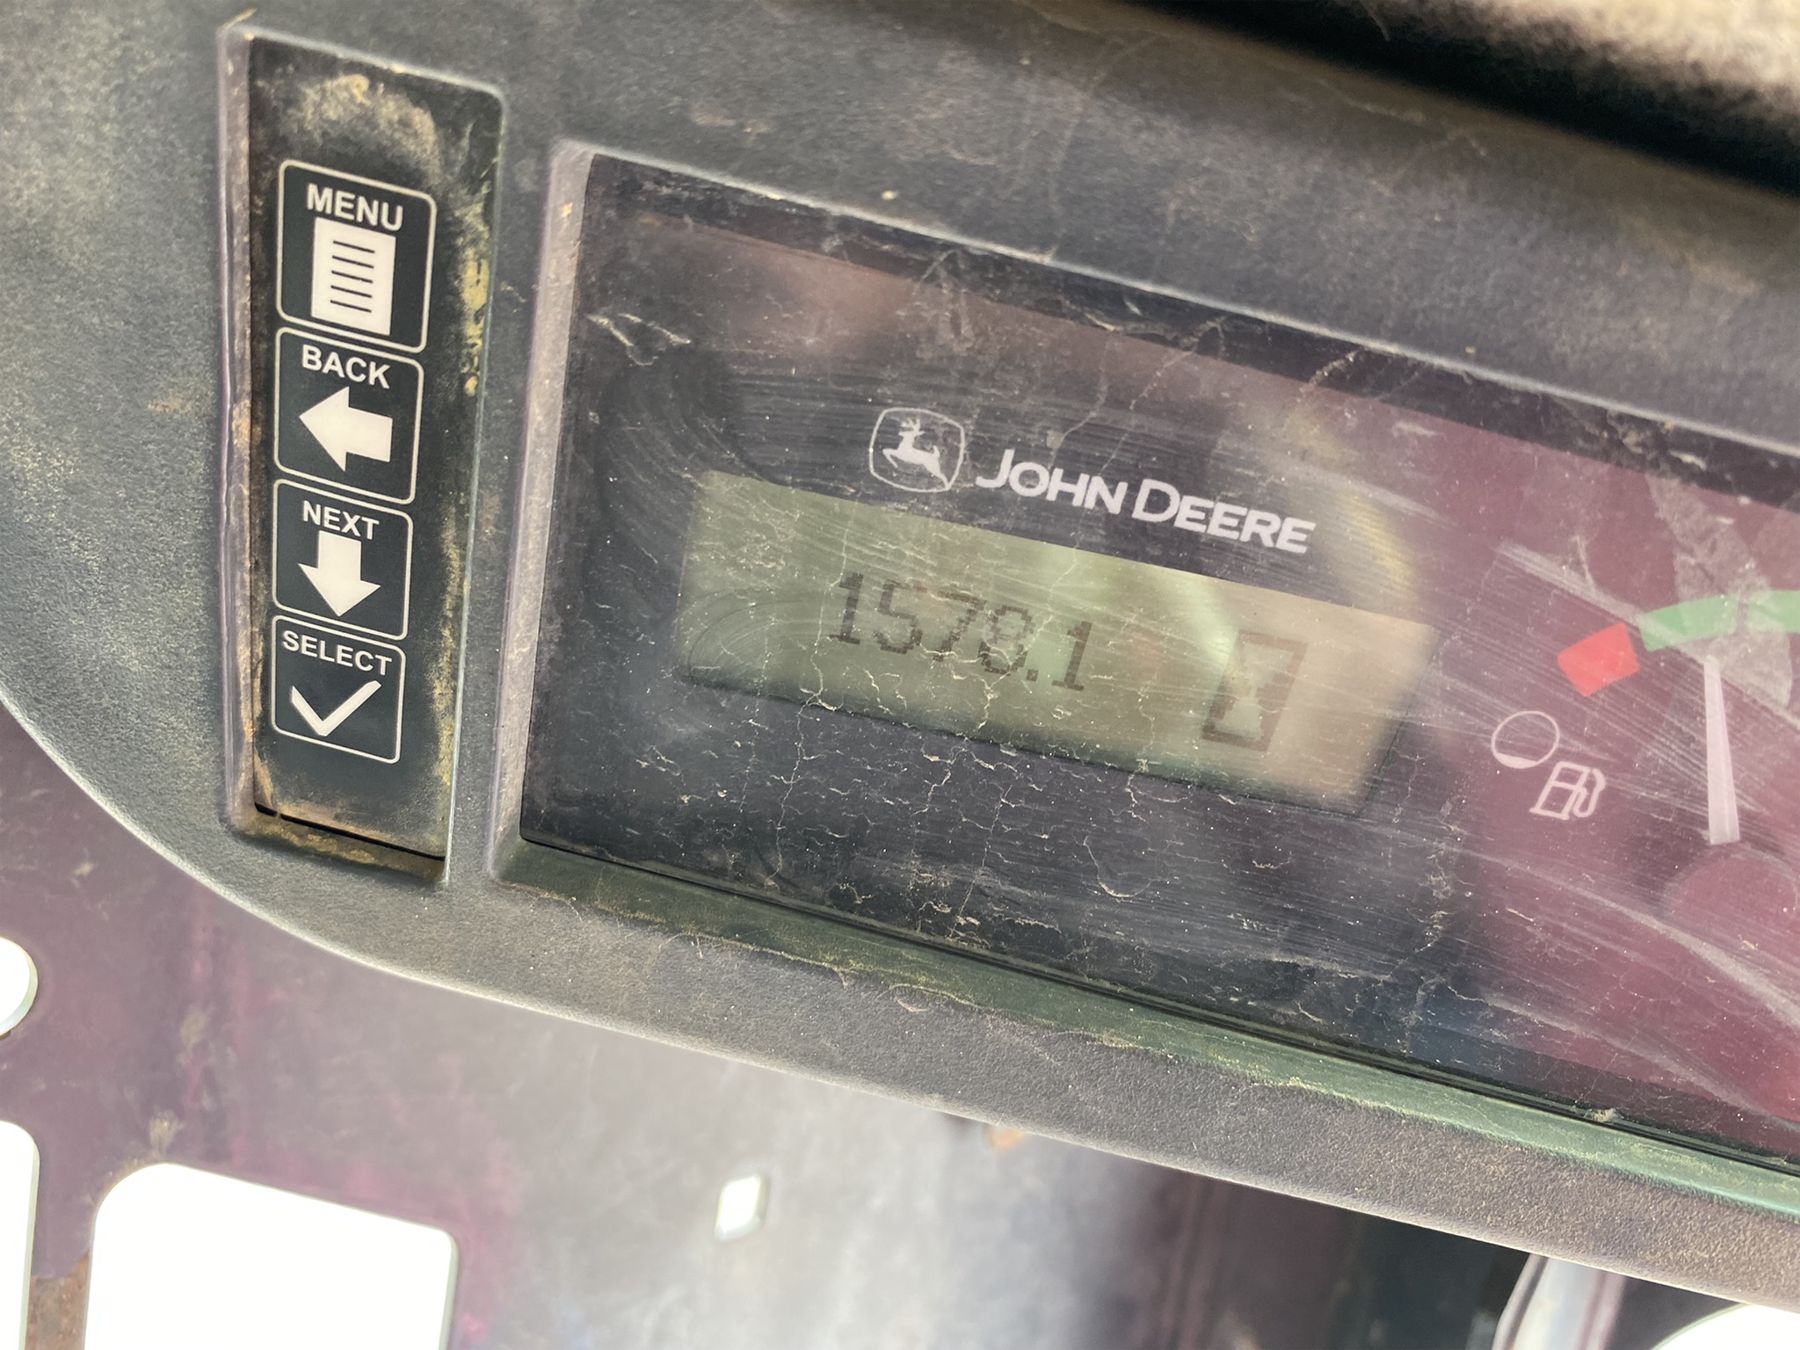 MENU
BACK
NEXT
SELECT
JOHN DEERE
1578.1